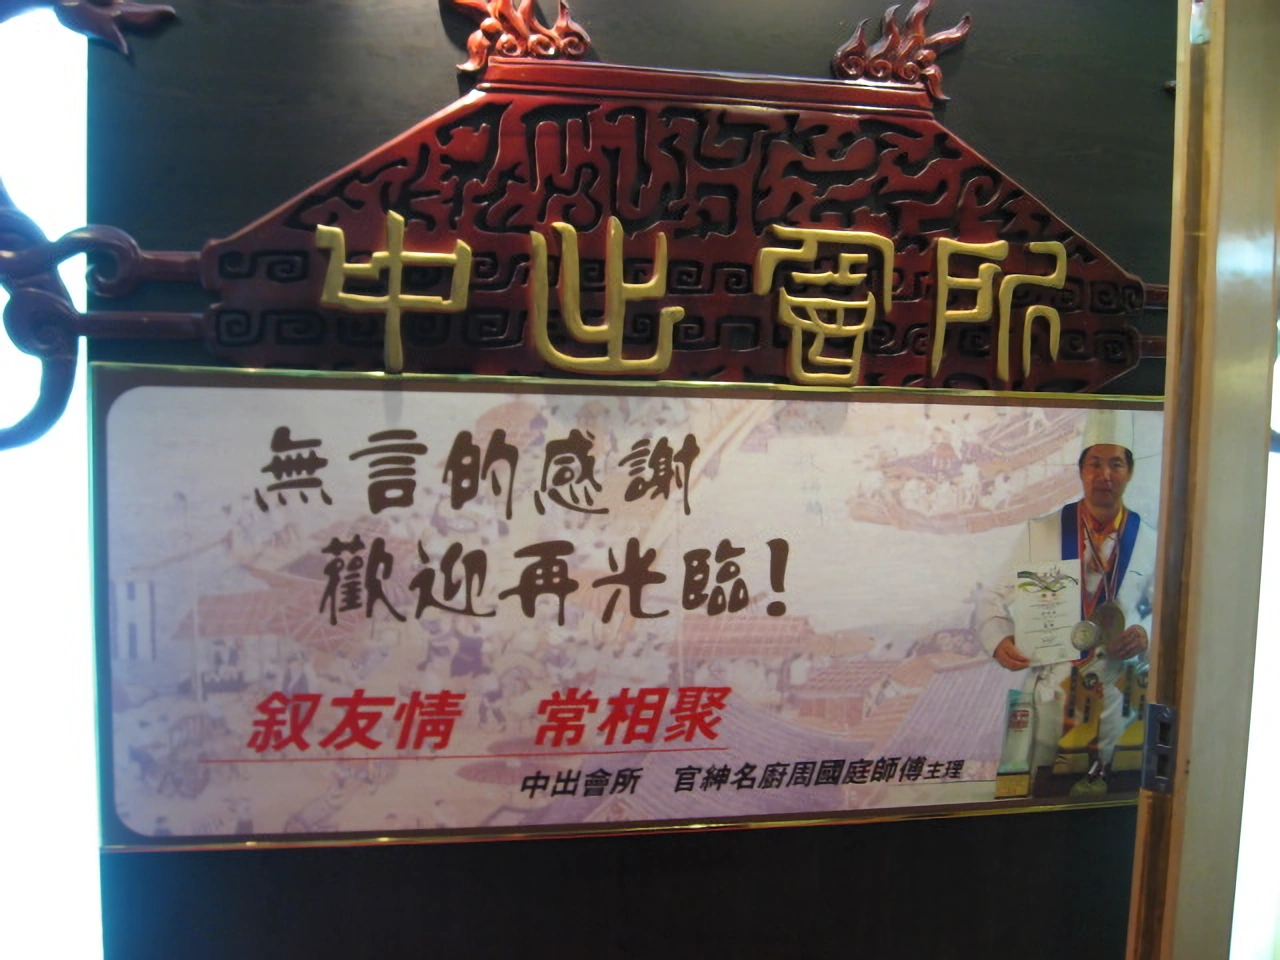 中出會所
無言的感謝
歡迎再光臨!
叙友情 常相聚
中出會所 官紳名廚周國庭師傅主理